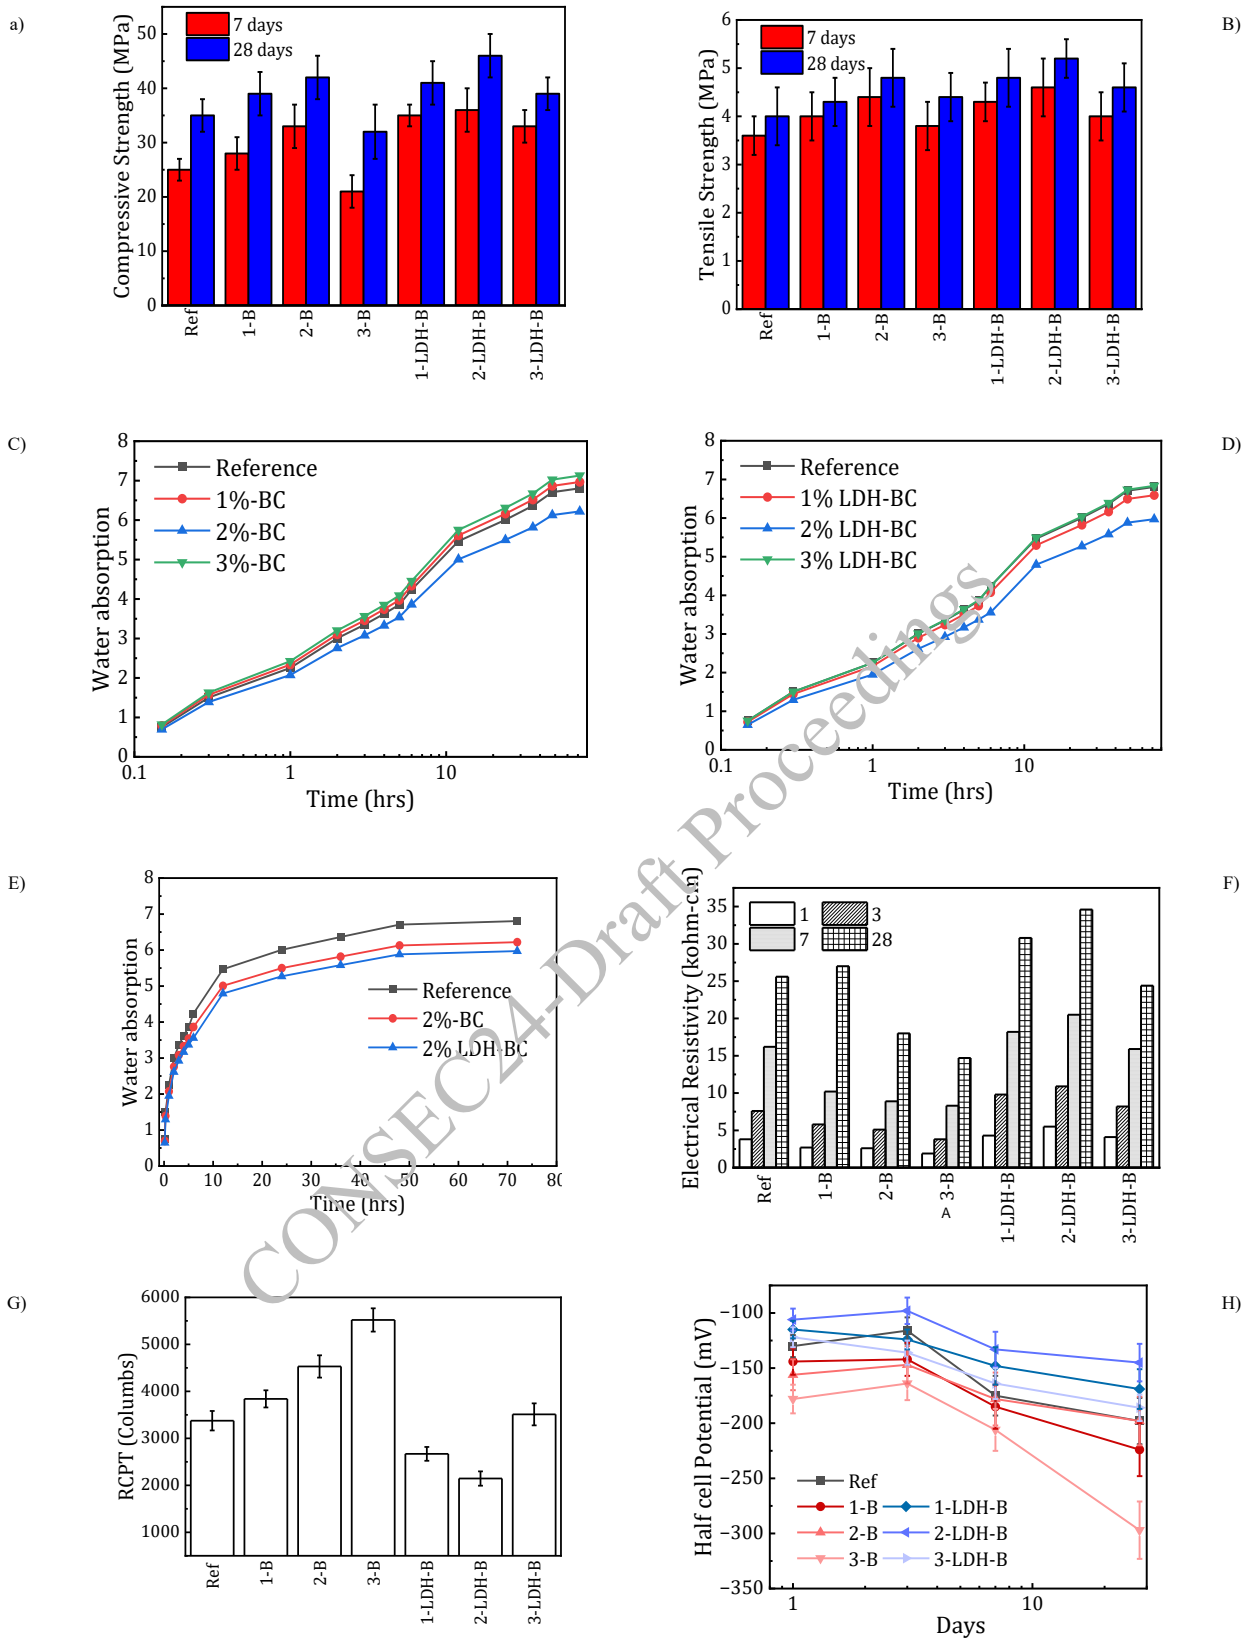 a)
7 days
28 days
Compressive Strength (MPa)
50
40
30
20
10
0
Ref
1-B
2-B
3-B
1-LDH-B
2-LDH-B
3-LDH-B
B)
7 days
28 days
Tensile Strength (MPa)
6
5
4
3
2
1
0
Ref
1-B
2-B
3-B
1-LDH-B
2-LDH-B
3-LDH-B
C)
Water absorption
8
7
6
5
4
3
2
1
0
Reference
1%-BC
2%-BC
3%-BC
0.1
1
10
Time (hrs)
D)
Water absorption
8
7
6
5
4
3
2
1
0
Reference
1% LDH-BC
2% LDH-BC
3% LDH-BC
0.1
1
10
Time (hrs)
E)
Water absorption
8
7
6
5
4
3
2
1
0
Reference
2%-BC
2% LDH-BC
0 10 20 30 40 50 60 70 80
Time (hrs)
F)
Electrical Resistivity (kohm-cm)
35
30
25
20
15
10
5
0
1 3
7 28
Ref
1-B
2-B
3-B
A
1-LDH-B
2-LDH-B
3-LDH-B
G)
RCPT (Columbs)
6000
5000
4000
3000
2000
1000
Ref
1-B
2-B
3-B
1-LDH-B
2-LDH-B
3-LDH-B
H)
Half cell Potential (mV)
−100
−150
−200
−250
−300
−350
Ref
1-B 1-LDH-B
2-B 2-LDH-B
3-B 3-LDH-B
1
10
Days
CONSEC24-Draft Proceedings